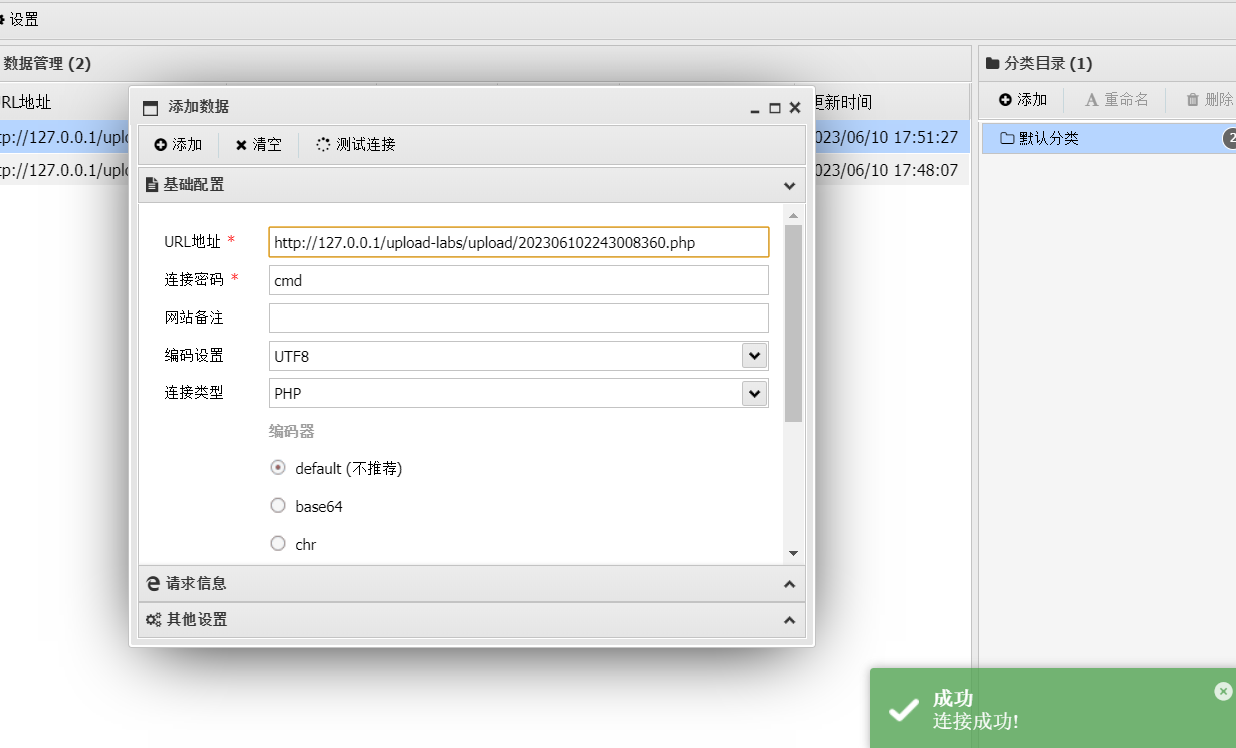 设置
数据管理 (2)
分类目录 (1)
RL地址
更新时间
添加
重命名
删除
添加数据
添加
清空
测试连接
tp://127.0.0.1/uplo
023/06/10 17:51:27
默认分类
2
tp://127.0.0.1/uplo
023/06/10 17:48:07
基础配置
URL地址 *
http://127.0.0.1/upload-labs/upload/202306102243008360.php
连接密码 *
cmd
网站备注
编码设置
UTF8
连接类型
PHP
编码器
default (不推荐)
base64
chr
请求信息
其他设置
成功
连接成功!